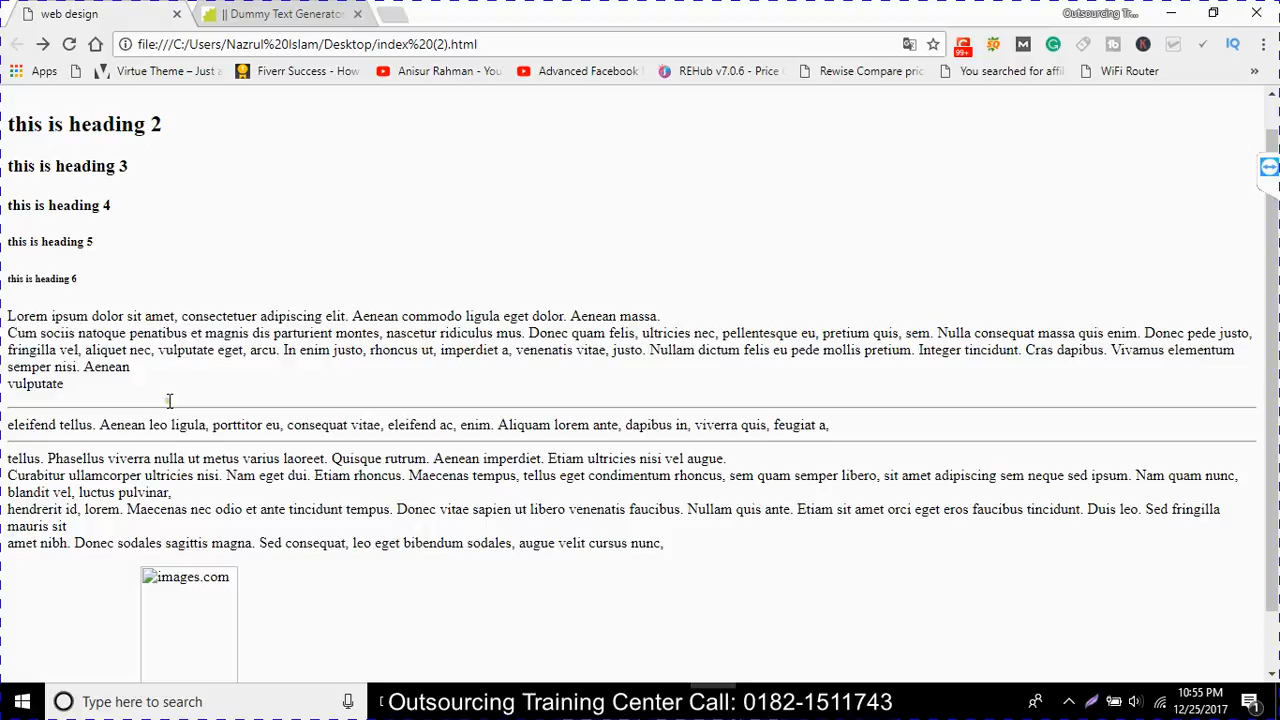 web design
|| Dummy Text Generator
Outsourcing Tr...
file:///C:/Users/Nazrul%20Islam/Desktop/index%20(2).html
99+
Apps
Virtue Theme – Just a
Fiverr Success - How
Anisur Rahman - You
Advanced Facebook
REHub v7.0.6 - Price C
Rewise Compare pric
You searched for affil
WiFi Router
»
this is heading 2
this is heading 3
this is heading 4
this is heading 5
this is heading 6
Lorem ipsum dolor sit amet, consectetuer adipiscing elit. Aenean commodo ligula eget dolor. Aenean massa.
Cum sociis natoque penatibus et magnis dis parturient montes, nascetur ridiculus mus. Donec quam felis, ultricies nec, pellentesque eu, pretium quis, sem. Nulla consequat massa quis enim. Donec pede justo,
fringilla vel, aliquet nec, vulputate eget, arcu. In enim justo, rhoncus ut, imperdiet a, venenatis vitae, justo. Nullam dictum felis eu pede mollis pretium. Integer tincidunt. Cras dapibus. Vivamus elementum
semper nisi. Aenean
vulputate
eleifend tellus. Aenean leo ligula, porttitor eu, consequat vitae, eleifend ac, enim. Aliquam lorem ante, dapibus in, viverra quis, feugiat a,
tellus. Phasellus viverra nulla ut metus varius laoreet. Quisque rutrum. Aenean imperdiet. Etiam ultricies nisi vel augue.
Curabitur ullamcorper ultricies nisi. Nam eget dui. Etiam rhoncus. Maecenas tempus, tellus eget condimentum rhoncus, sem quam semper libero, sit amet adipiscing sem neque sed ipsum. Nam quam nunc,
blandit vel, luctus pulvinar,
hendrerit id, lorem. Maecenas nec odio et ante tincidunt tempus. Donec vitae sapien ut libero venenatis faucibus. Nullam quis ante. Etiam sit amet orci eget eros faucibus tincidunt. Duis leo. Sed fringilla
mauris sit
amet nibh. Donec sodales sagittis magna. Sed consequat, leo eget bibendum sodales, augue velit cursus nunc,
images.com
Type here to search
Outsourcing Training Center Call: 0182-1511743
10:55 PM
12/25/2017